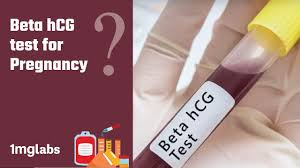 Beta hCG
test for
Pregnancy
?
1mglabs
Beta hCG
Test